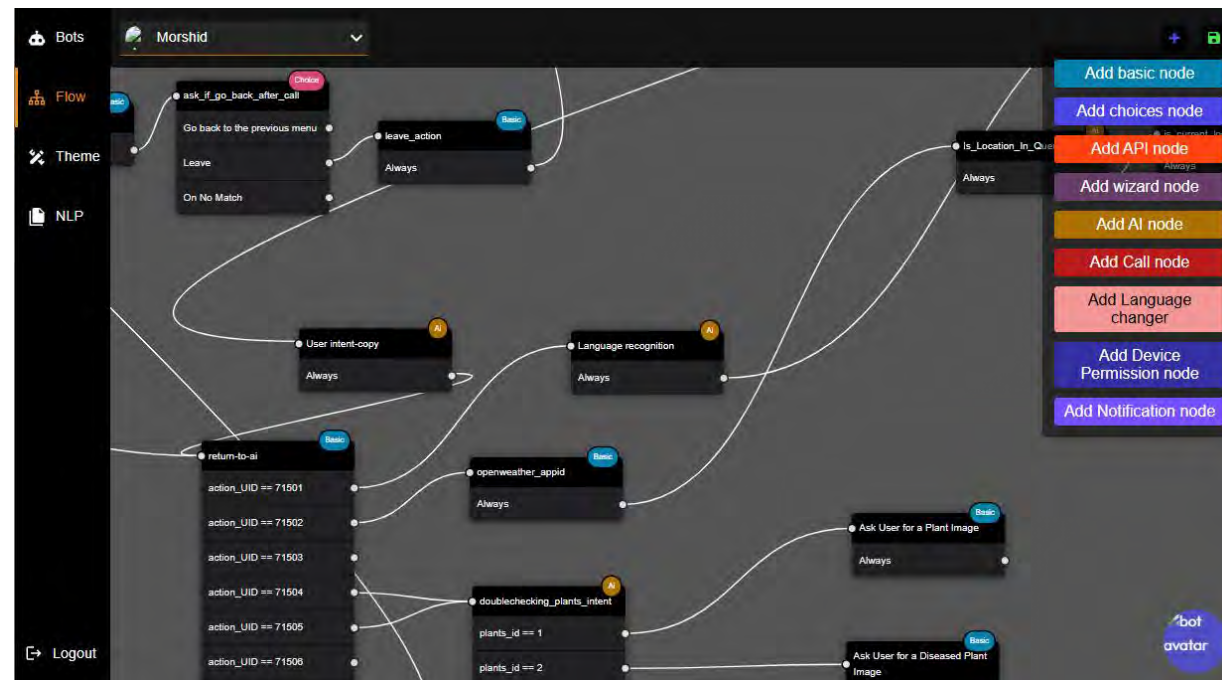 Bots
Morshid
Flow
Theme
NLP
Logout
Choice
ask_if_go_back_after_call
Go back to the previous menu
Leave
On No Match
Basic
leave_action
Always
AI
User intent-copy
Always
AI
Language recognition
Always
Basic
return-to-ai
action_UID == 71501
action_UID == 71502
action_UID == 71503
action_UID == 71504
action_UID == 71505
action_UID == 71506
Basic
openweather_appid
Always
AI
doublechecking_plants_intent
plants_id == 1
plants_id == 2
Basic
Ask User for a Plant Image
Always
Basic
Ask User for a Diseased Plant
Image
Is_Location_In_Que
Always
Always
Add basic node
Add choices node
Add API node
Add wizard node
Add AI node
Add Call node
Add Language
changer
Add Device
Permission node
Add Notification node
bot
avatar